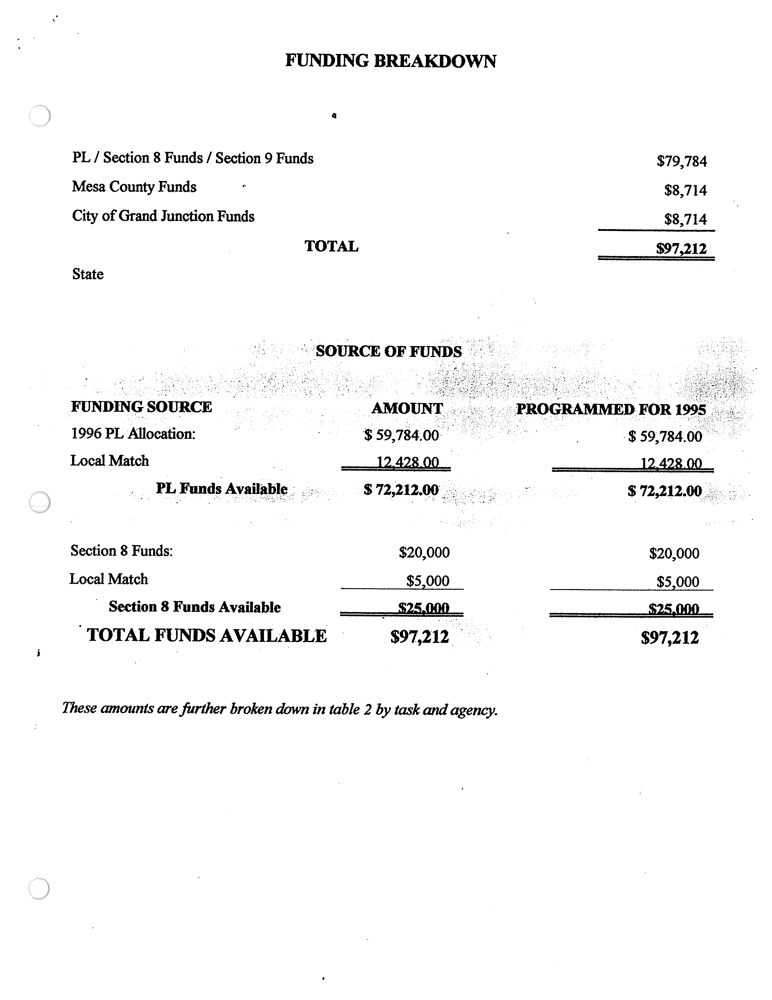 FUNDING BREAKDOWN
PL / Section 8 Funds / Section 9 Funds $79,784
Mesa County Funds $8,714
City of Grand Junction Funds $8,714
TOTAL $97,212
State
SOURCE OF FUNDS
FUNDING SOURCE AMOUNT PROGRAMMED FOR 1995
1996 PL Allocation: $ 59,784.00 $ 59,784.00
Local Match 12,428.00 12,428.00
PL Funds Available $ 72,212.00 $ 72,212.00
Section 8 Funds: $20,000 $20,000
Local Match $5,000 $5,000
Section 8 Funds Available $25,000 $25,000
TOTAL FUNDS AVAILABLE $97,212 $97,212
These amounts are further broken down in table 2 by task and agency.